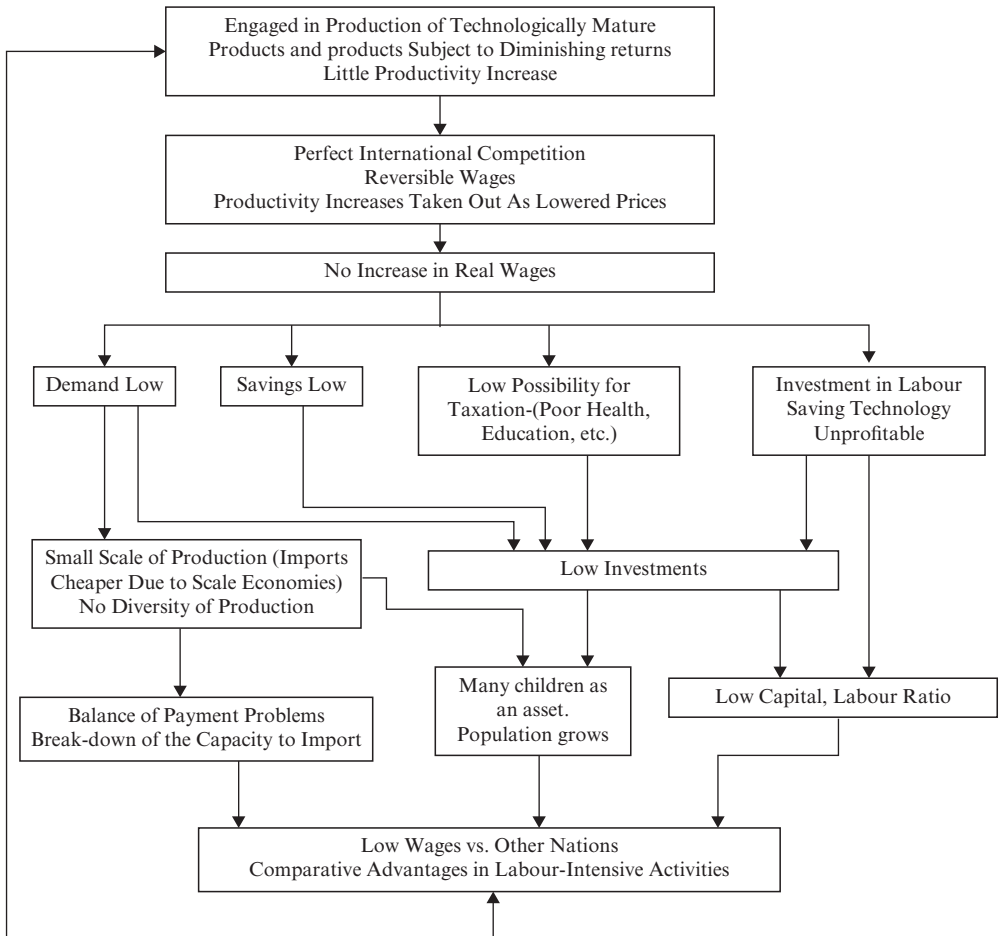 Engaged in Production of Technologically Mature
Products and products Subject to Diminishing returns
Little Productivity Increase
Perfect International Competition
Reversible Wages
Productivity Increases Taken Out As Lowered Prices
No Increase in Real Wages
Demand Low
Savings Low
Low Possibility for
Taxation-(Poor Health,
Education, etc.)
Investment in Labour
Saving Technology
Unprofitable
Small Scale of Production (Imports
Cheaper Due to Scale Economies)
No Diversity of Production
Low Investments
Many children as
an asset.
Population grows
Low Capital, Labour Ratio
Balance of Payment Problems
Break-down of the Capacity to Import
Low Wages vs. Other Nations
Comparative Advantages in Labour-Intensive Activities